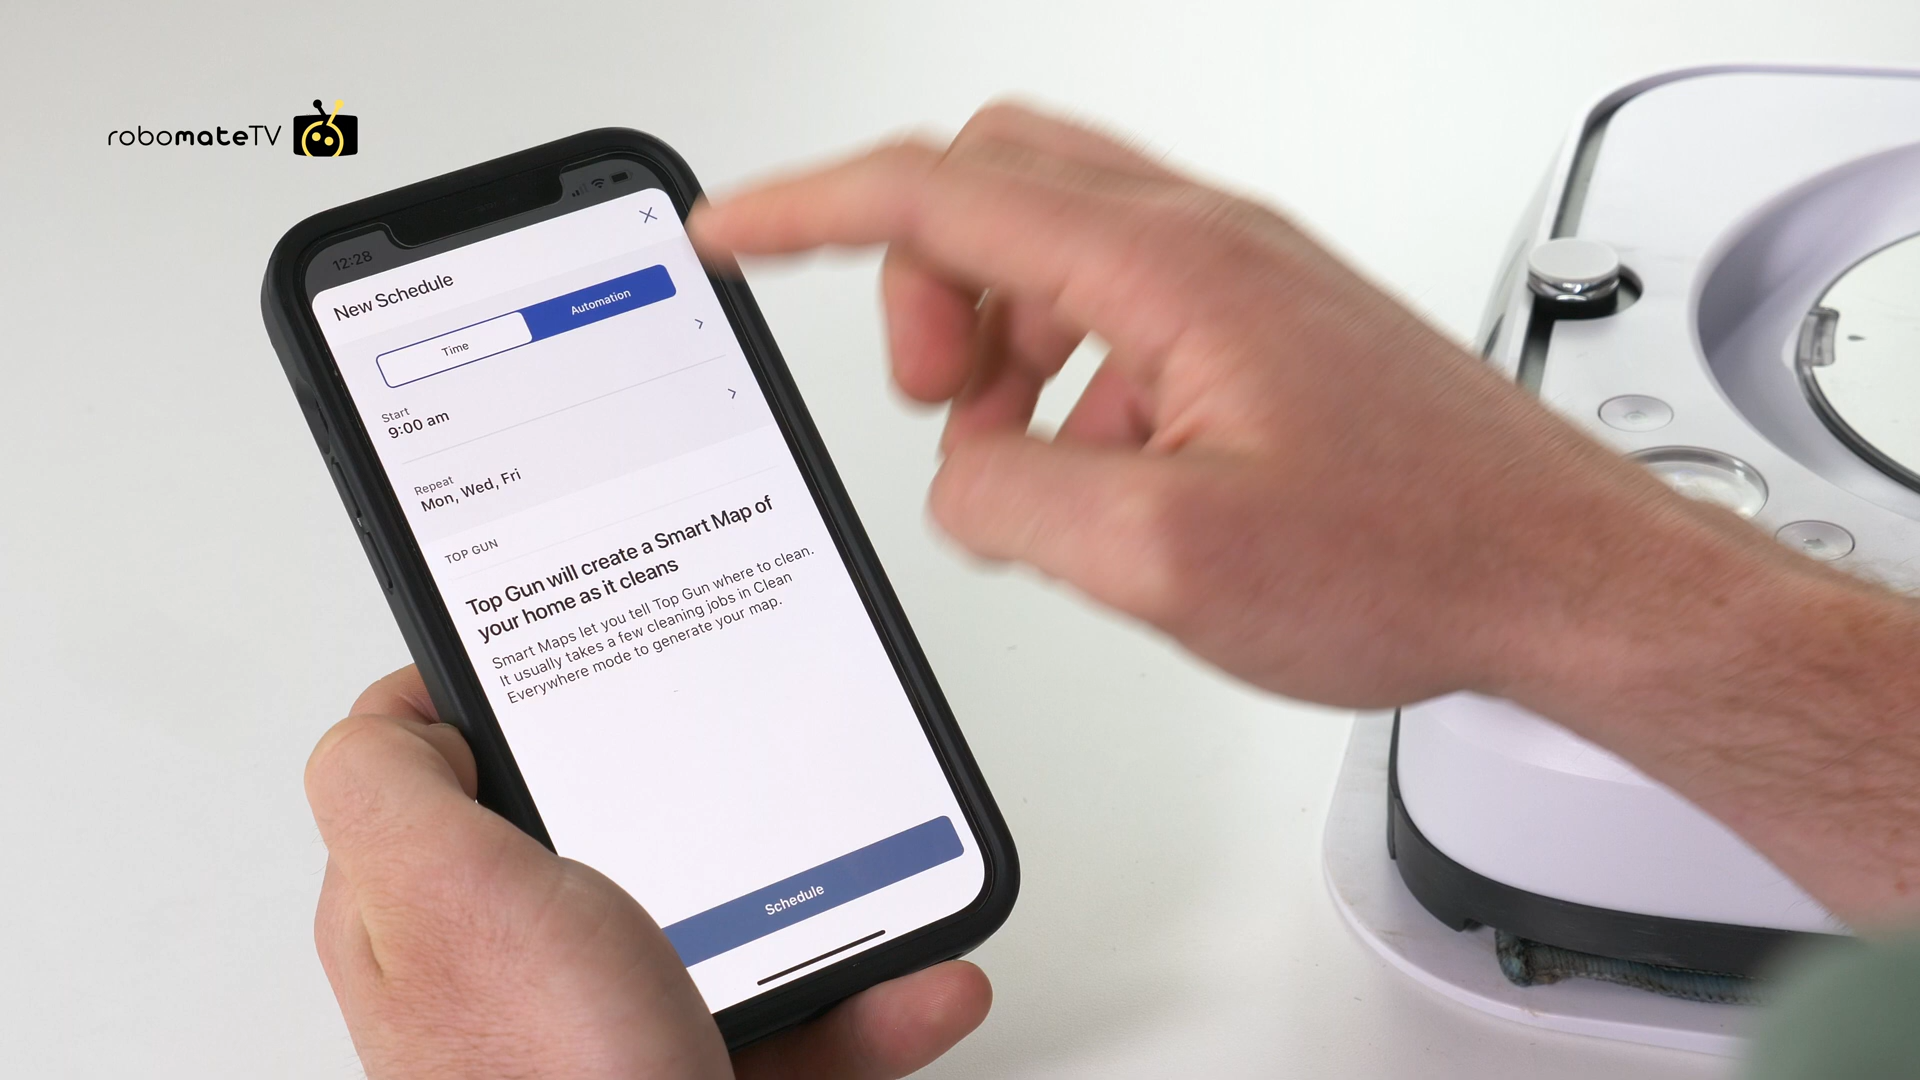 robomateTV
12:28
New Schedule
Time
Automation
Start
9:00 am
Repeat
Mon, Wed, Fri
TOP GUN
Top Gun will create a Smart Map of
your home as it cleans
Smart Maps let you tell Top Gun where to clean.
It usually takes a few cleaning jobs in Clean
Everywhere mode to generate your map.
Schedule